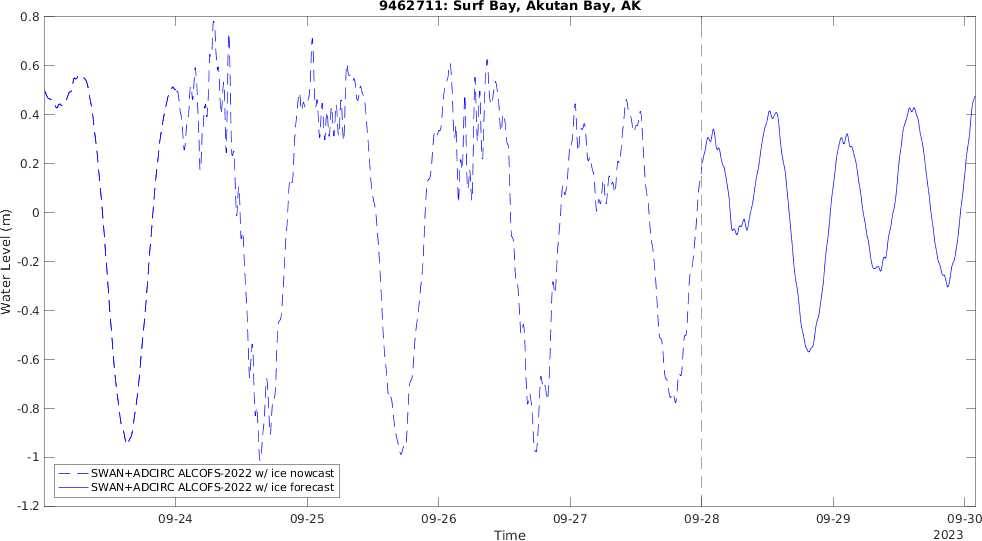 9462711: Surf Bay, Akutan Bay, AK
0.8
0.6
0.4
0.2
0
-0.2
-0.4
-0.6
-0.8
-1
-1.2
Water Level (m)
SWAN+ADCIRC ALCOFS-2022 w/ ice nowcast
SWAN+ADCIRC ALCOFS-2022 w/ ice forecast
09-24 09-25 09-26 09-27 09-28 09-29 09-30
Time
2023